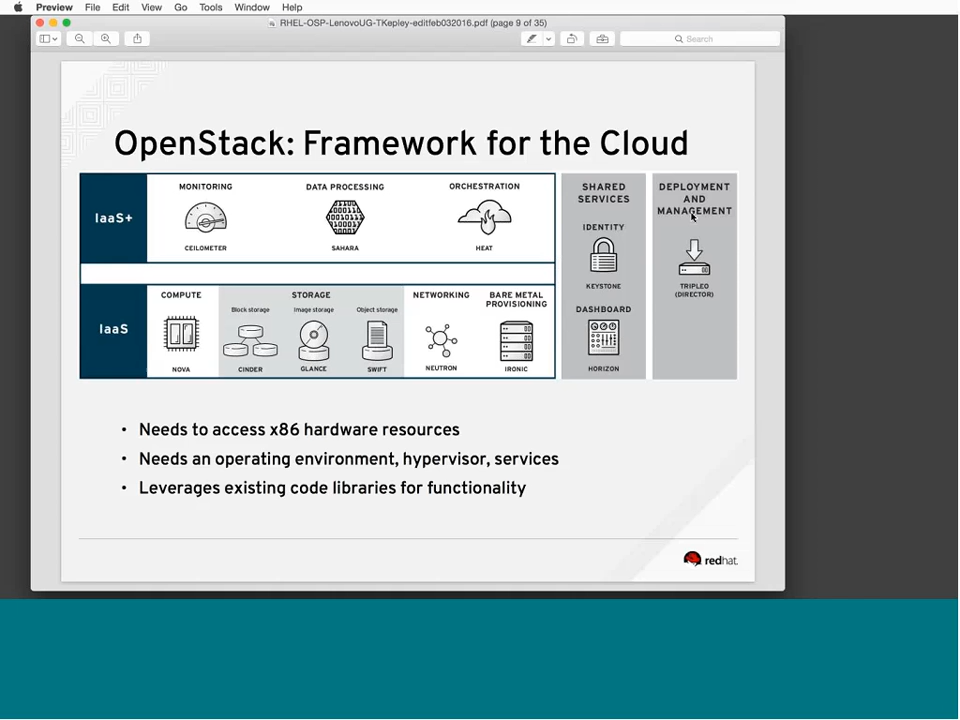 Preview File Edit View Go Tools Window Help
RHEL-OSP-LenovoUG-TKepley-editfeb032016.pdf (page 9 of 35)
Search
OpenStack: Framework for the Cloud
IaaS+
MONITORING
CEILOMETER
DATA PROCESSING
SAHARA
ORCHESTRATION
HEAT
IaaS
COMPUTE
NOVA
STORAGE
Block storage
CINDER
Image storage
GLANCE
Object storage
SWIFT
NETWORKING
NEUTRON
BARE METAL
PROVISIONING
IRONIC
SHARED
SERVICES
IDENTITY
KEYSTONE
DASHBOARD
HORIZON
DEPLOYMENT
AND
MANAGEMENT
TRIPLEO
(DIRECTOR)
• Needs to access x86 hardware resources
• Needs an operating environment, hypervisor, services
• Leverages existing code libraries for functionality
redhat.